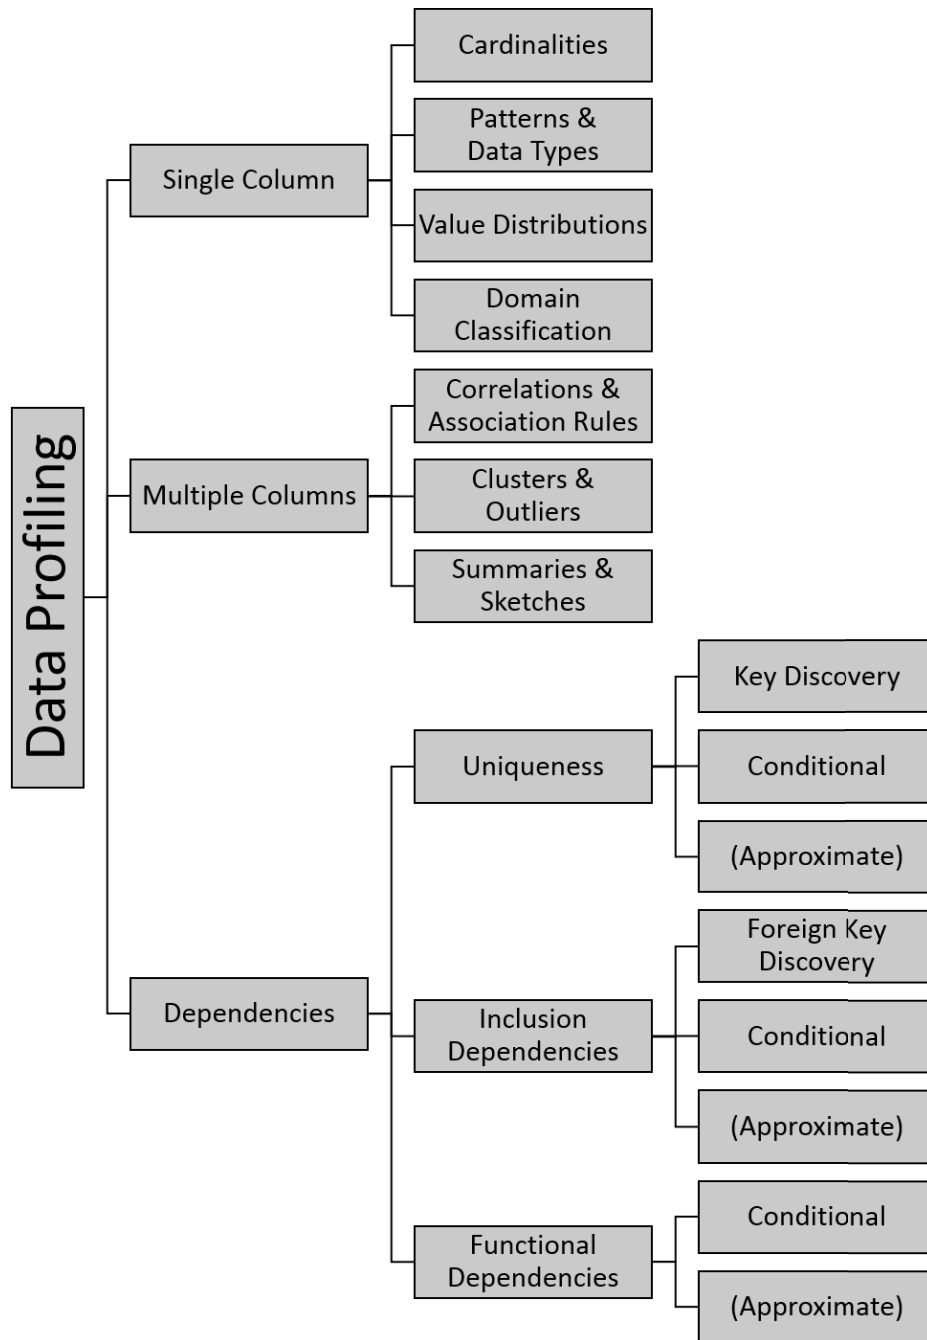 Data Profiling
Single Column
Cardinalities
Patterns &
Data Types
Value Distributions
Domain
Classification
Multiple Columns
Correlations &
Association Rules
Clusters &
Outliers
Summaries &
Sketches
Dependencies
Uniqueness
Key Discovery
Conditional
(Approximate)
Inclusion
Dependencies
Foreign Key
Discovery
Conditional
(Approximate)
Functional
Dependencies
Conditional
(Approximate)